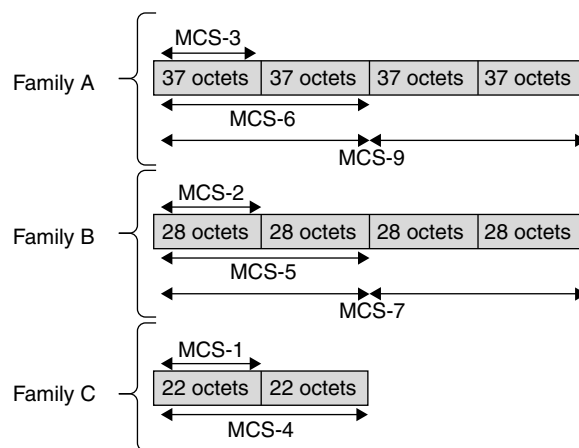 MCS-3
Family A
37 octets 37 octets 37 octets 37 octets
MCS-6
MCS-9
MCS-2
Family B
28 octets 28 octets 28 octets 28 octets
MCS-5
MCS-7
MCS-1
Family C
22 octets 22 octets
MCS-4